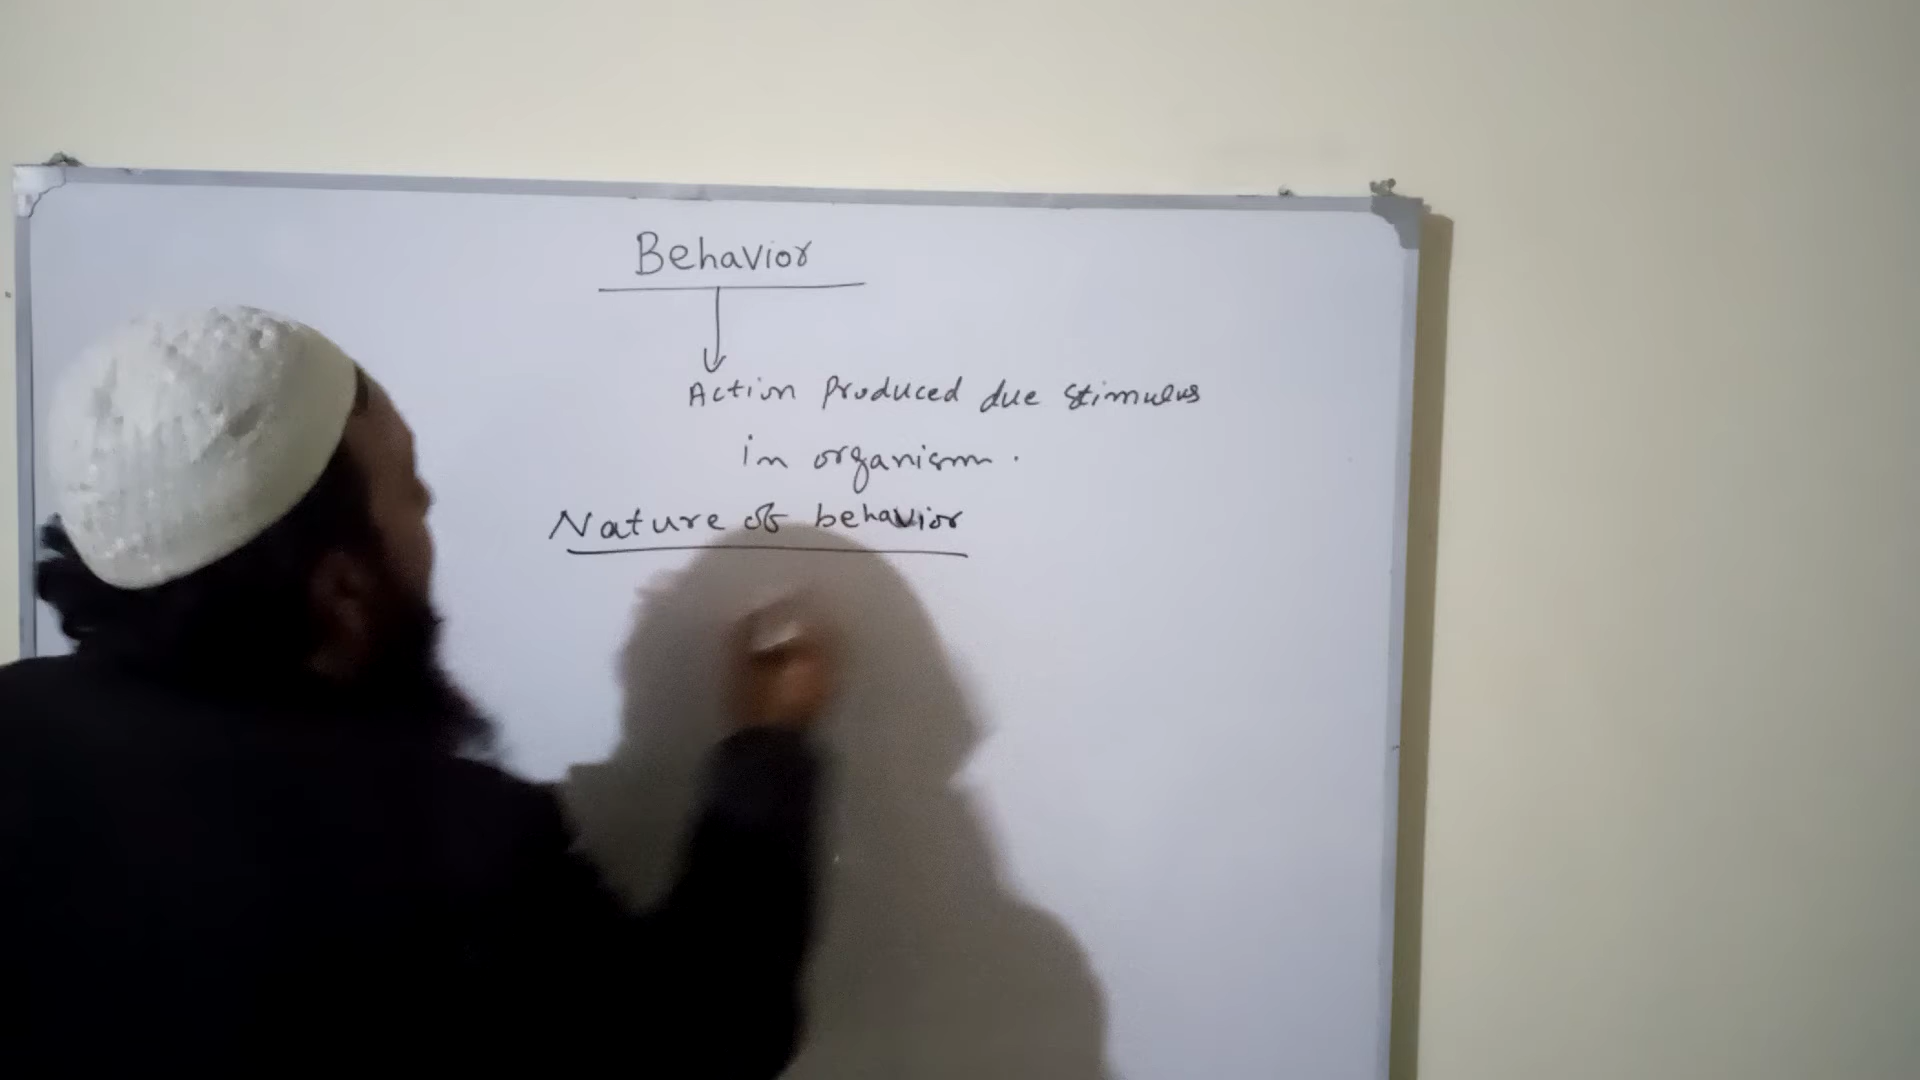 Behavior
Action Produced due stimulus
in organism.
Nature of behavior